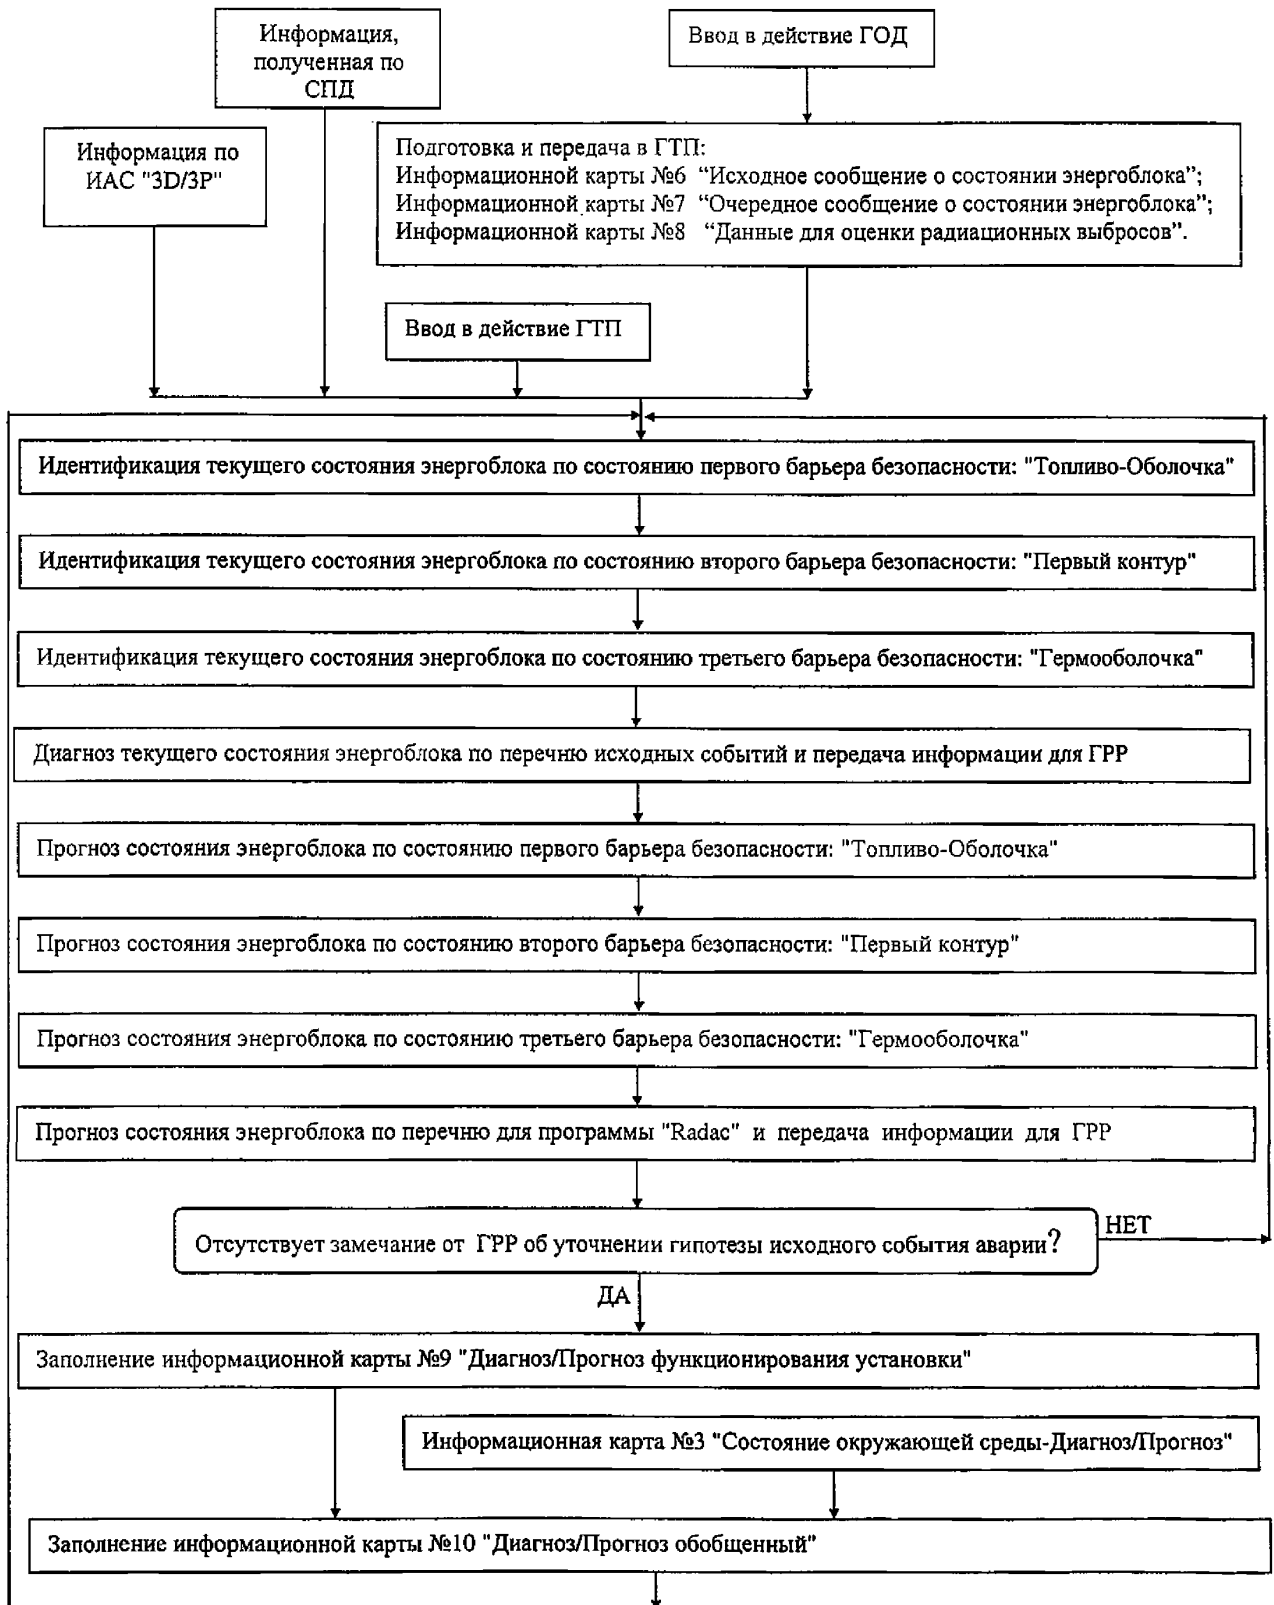 Информация,
полученная по
СПД
Ввод в действие ГОД
Информация по
ИАС "3D/3P"
Подготовка и передача в ГТП:
Информационной карты №6 “Исходное сообщение о состоянии энергоблока”;
Информационной карты №7 “Очередное сообщение о состоянии энергоблока”;
Информационной карты №8 “Данные для оценки радиационных выбросов”.
Ввод в действие ГТП
Идентификация текущего состояния энергоблока по состоянию первого барьера безопасности: "Топливо-Оболочка"
Идентификация текущего состояния энергоблока по состоянию второго барьера безопасности: "Первый контур"
Идентификация текущего состояния энергоблока по состоянию третьего барьера безопасности: "Гермооболочка"
Диагноз текущего состояния энергоблока по перечню исходных событий и передача информации для ГРР
Прогноз состояния энергоблока по состоянию первого барьера безопасности: "Топливо-Оболочка"
Прогноз состояния энергоблока по состоянию второго барьера безопасности: "Первый контур"
Прогноз состояния энергоблока по состоянию третьего барьера безопасности: "Гермооболочка"
Прогноз состояния энергоблока по перечню для программы "Radac" и передача информации для ГРР
Отсутствует замечание от ГРР об уточнении гипотезы исходного события аварии?
НЕТ
ДА
Заполнение информационной карты №9 "Диагноз/Прогноз функционирования установки"
Информационная карта №3 "Состояние окружающей среды-Диагноз/Прогноз"
Заполнение информационной карты №10 "Диагноз/Прогноз обобщенный"